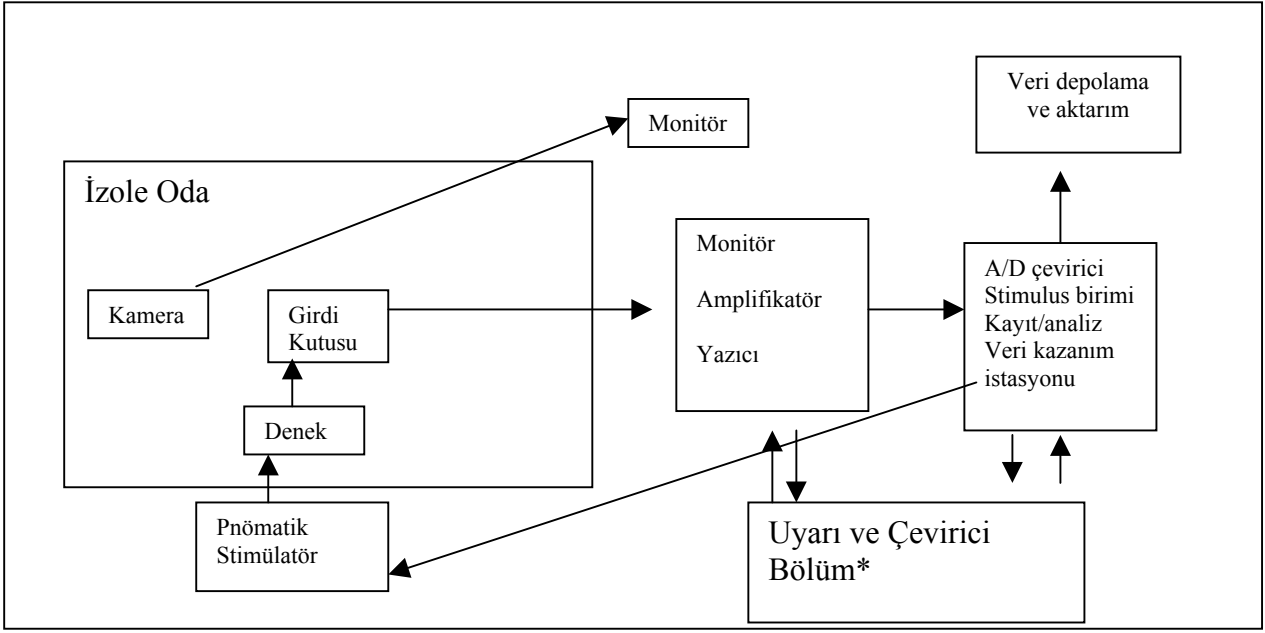 Veri depolama
ve aktarım
Monitör
İzole Oda
Kamera
Girdi
Kutusu
Denek
Pnömatik
Stimülatör
Monitör
Amplifikatör
Yazıcı
A/D çevirici
Stimulus birimi
Kayıt/analiz
Veri kazanım
istasyonu
Uyarı ve Çevirici
Bölüm*